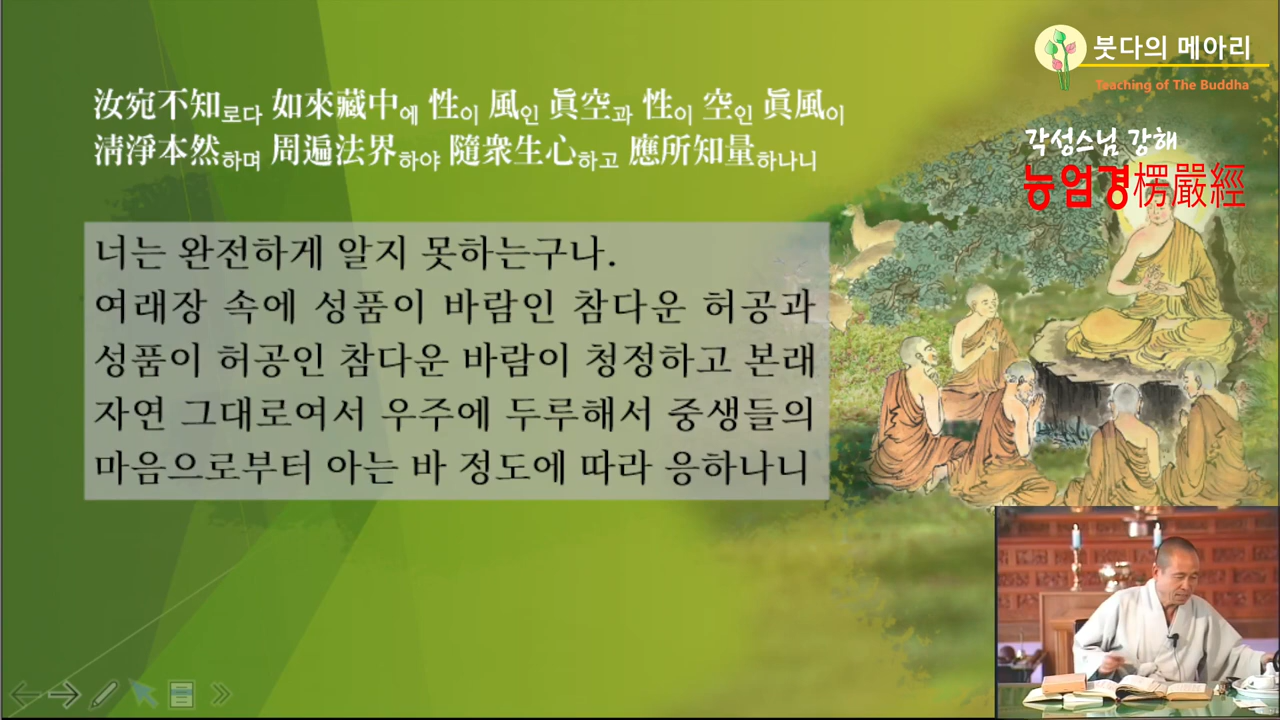 붓다의 메아리
Teaching of The Buddha
각성스님 강해
능엄경楞嚴經
汝宛不知로다 如來藏中에 性이 風인 眞空과 性이 空인 眞風이
淸淨本然하며 周遍法界하야 隨衆生心하고 應所知量하나니
너는 완전하게 알지 못하는구나.
여래장 속에 성품이 바람인 참다운 허공과
성품이 허공인 참다운 바람이 청정하고 본래
자연 그대로여서 우주에 두루해서 중생들의
마음으로부터 아는 바 정도에 따라 응하나니